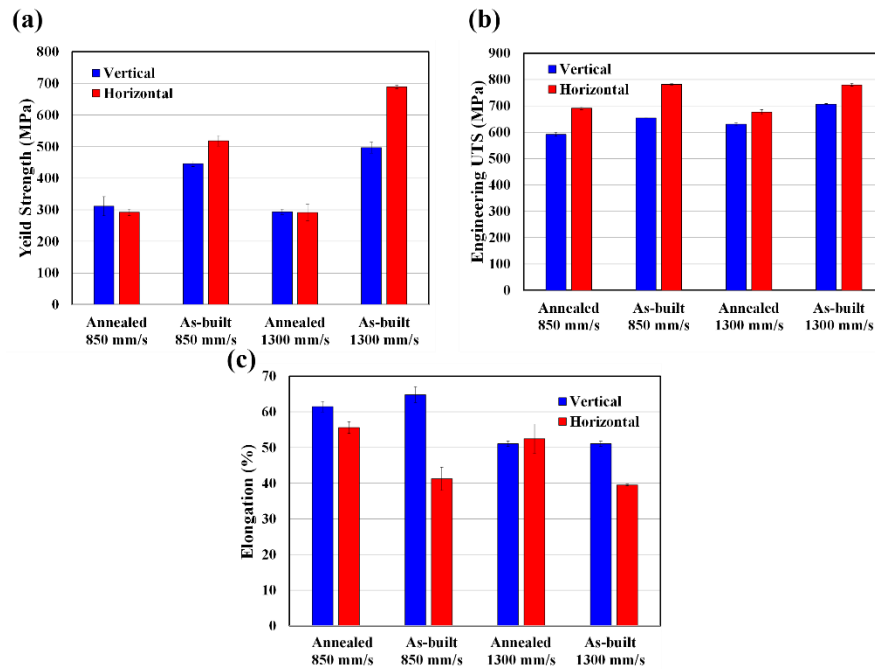 (a)
800
700
600
500
400
300
200
100
0
Yeild Strength (MPa)
Vertical
Horizontal
Annealed 850 mm/s
As-built 850 mm/s
Annealed 1300 mm/s
As-built 1300 mm/s
(b)
900
800
700
600
500
400
300
200
100
0
Engineering UTS (MPa)
Vertical
Horizontal
Annealed 850 mm/s
As-built 850 mm/s
Annealed 1300 mm/s
As-built 1300 mm/s
(c)
70
60
50
40
30
20
10
0
Elongation (%)
Vertical
Horizontal
Annealed 850 mm/s
As-built 850 mm/s
Annealed 1300 mm/s
As-built 1300 mm/s